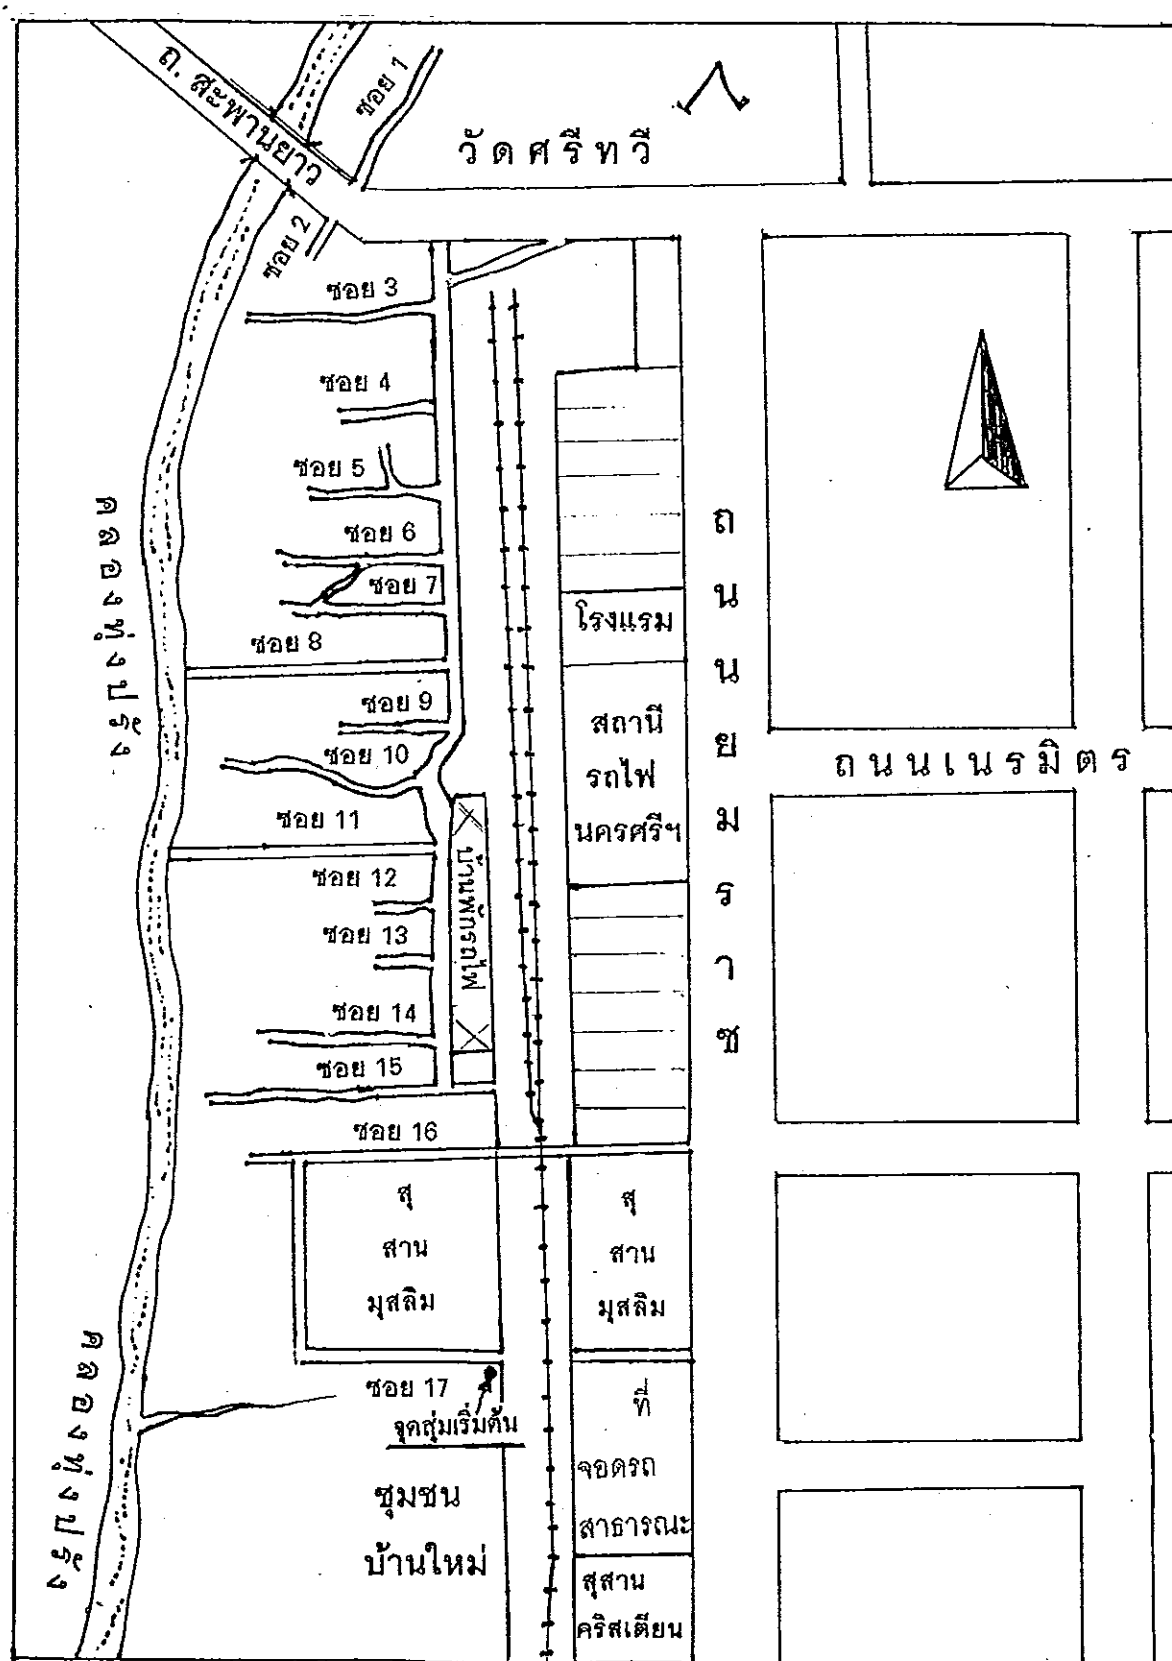 ถ. สะพานยาว
ซอย 1
วัดศรีทวี
ซอย 2
ซอย 3
ซอย 4
ซอย 5
ซอย 6
ซอย 7
ซอย 8
ซอย 9
ซอย 10
ซอย 11
ซอย 12
ซอย 13
ซอย 14
ซอย 15
ซอย 16
ซอย 17
คลองทุ่งปรัง
คลองทุ่งปรัง
บ้านพักรถไฟ
โรงแรม
สถานี
รถไฟ
นครศรีฯ
ถนนยมราช
ถนนเนรมิตร
สุ
สาน
มุสลิม
สุ
สาน
มุสลิม
จุดสุ่มเริ่มต้น
ชุมชน
บ้านใหม่
ที่
จอดรถ
สาธารณะ
สุสาน
คริสเตียน